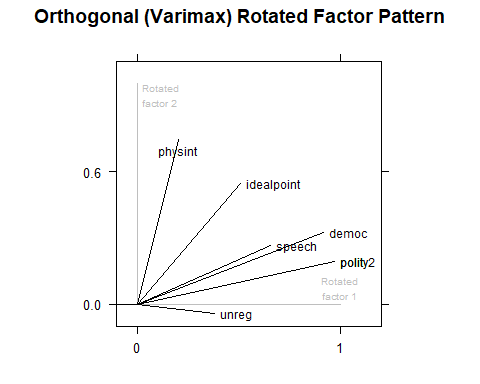 Orthogonal (Varimax) Rotated Factor Pattern
Rotated
factor 2
physint
0.6
idealpoint
democ
speech
polity2
Rotated
factor 1
0.0
unreg
0
1